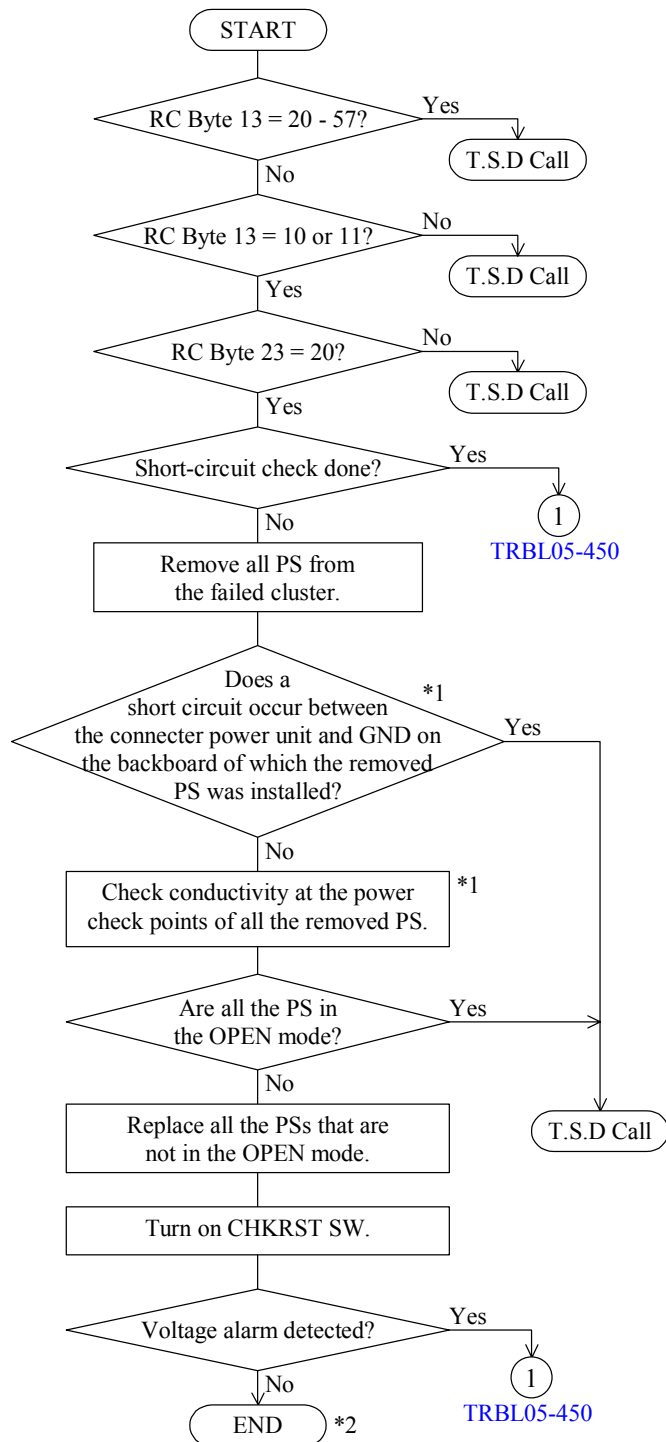 START
RC Byte 13 = 20 - 57?
Yes
T.S.D Call
No
RC Byte 13 = 10 or 11?
No
T.S.D Call
Yes
RC Byte 23 = 20?
No
T.S.D Call
Yes
Short-circuit check done?
Yes
1
TRBL05-450
No
Remove all PS from
the failed cluster.
Does a
short circuit occur between
the connecter power unit and GND on
the backboard of which the removed
PS was installed?
*1
Yes
No
Check conductivity at the power
check points of all the removed PS.
*1
Are all the PS in
the OPEN mode?
Yes
No
T.S.D Call
Replace all the PSs that are
not in the OPEN mode.
Turn on CHKRST SW.
Voltage alarm detected?
Yes
1
TRBL05-450
No
END
*2